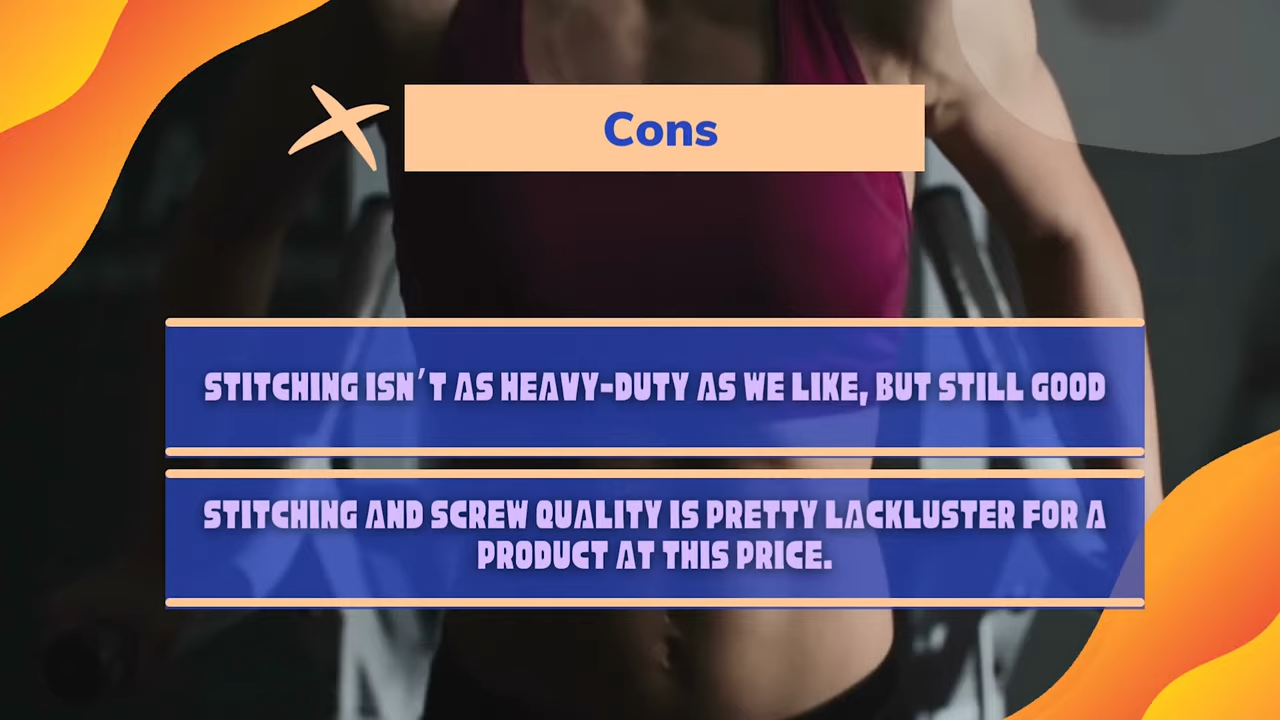 Cons
STITCHING ISN'T AS HEAVY-DUTY AS WE LIKE, BUT STILL GOOD
STITCHING AND SCREW QUALITY IS PRETTY LACKLUSTER FOR A
PRODUCT AT THIS PRICE.